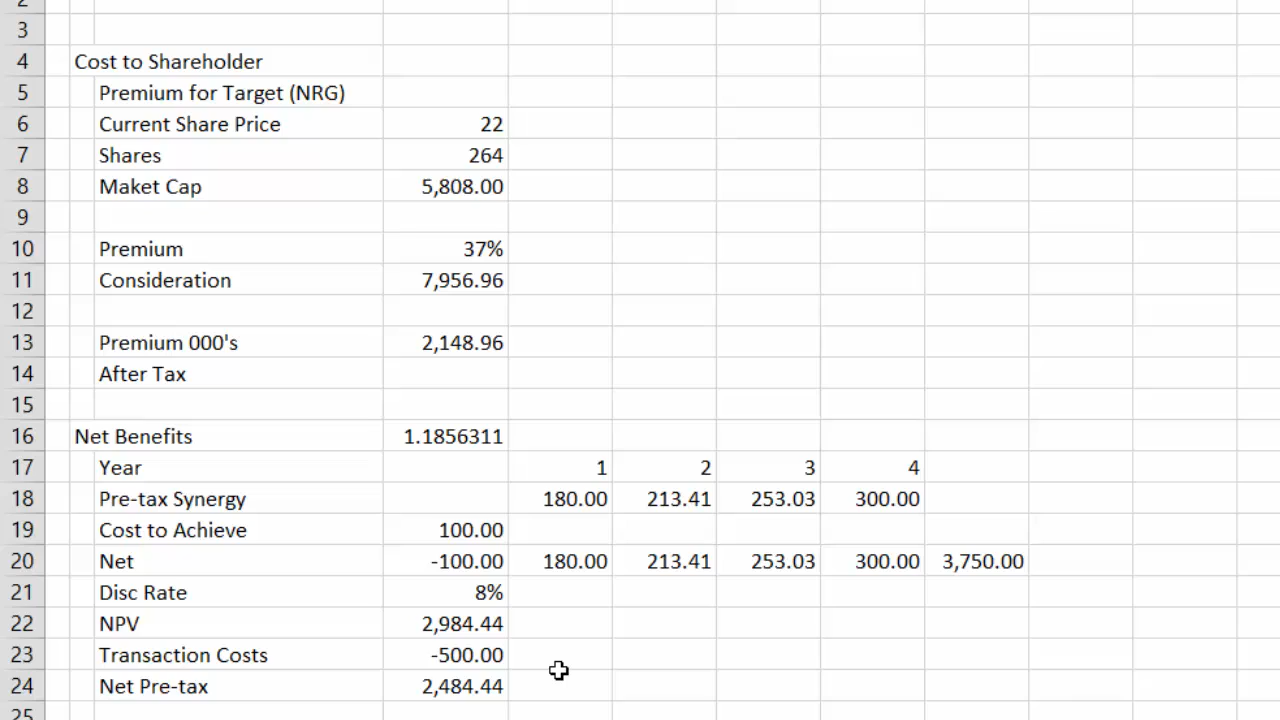 2
3
4 Cost to Shareholder
5 Premium for Target (NRG)
6 Current Share Price 22
7 Shares 264
8 Maket Cap 5,808.00
9
10 Premium 37%
11 Consideration 7,956.96
12
13 Premium 000's 2,148.96
14 After Tax
15
16 Net Benefits 1.1856311
17 Year 1 2 3 4
18 Pre-tax Synergy 180.00 213.41 253.03 300.00
19 Cost to Achieve 100.00
20 Net -100.00 180.00 213.41 253.03 300.00 3,750.00
21 Disc Rate 8%
22 NPV 2,984.44
23 Transaction Costs -500.00
24 Net Pre-tax 2,484.44
25